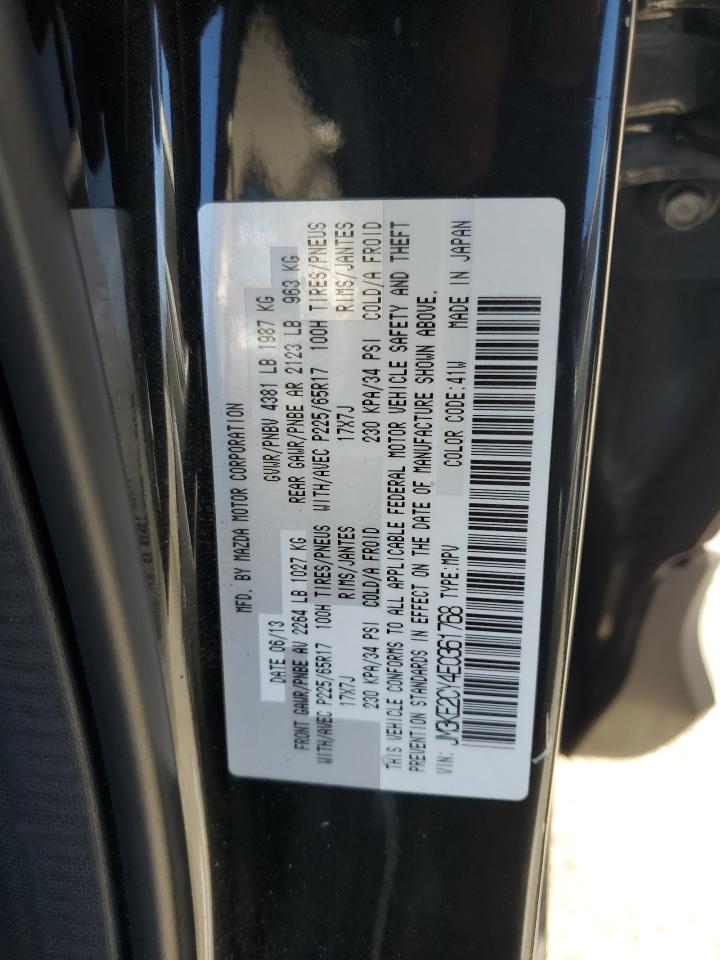 MFD. BY MAZDA MOTOR CORPORATION
DATE 06/13 GVWR/PNBV 4381 LB 1987 KG
FRONT GAWR/PNBE AV 2264 LB 1027 KG REAR GAWR/PNBE AR 2123 LB 963 KG
WITH/AVEC P225/65R17 100H TIRES/PNEUS WITH/AVEC P225/65R17 100H TIRES/PNEUS
17X7J RIMS/JANTES 17X7J RIMS/JANTES
230 KPA/34 PSI COLD/A FROID 230 KPA/34 PSI COLD/A FROID
THIS VEHICLE CONFORMS TO ALL APPLICABLE FEDERAL MOTOR VEHICLE SAFETY AND THEFT
PREVENTION STANDARDS IN EFFECT ON THE DATE OF MANUFACTURE SHOWN ABOVE.
VIN: JM3KE2CY4E0361768 TYPE:MPV COLOR CODE:41W MADE IN JAPAN